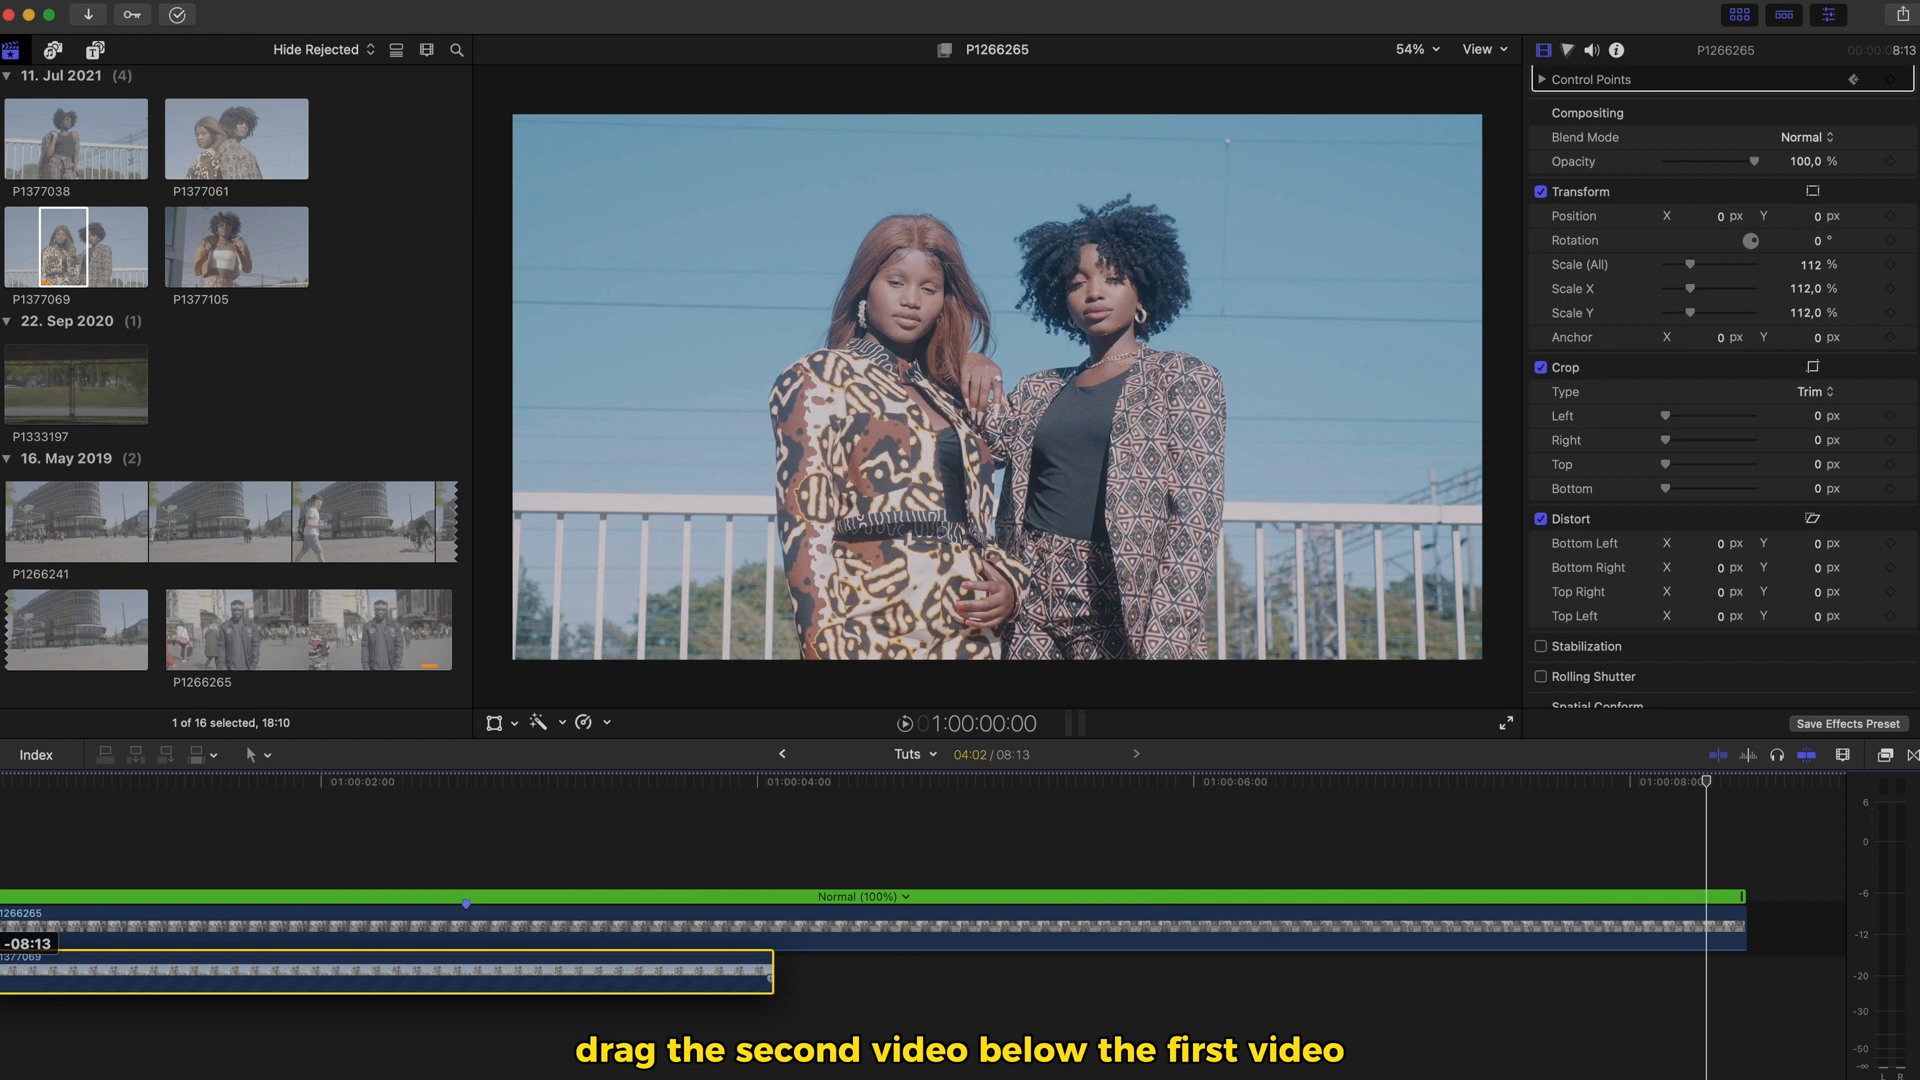 Hide Rejected
P1266265
54%
View
P1266265
00:00:08:13
11. Jul 2021 (4)
P1377038
P1377061
P1377069
P1377105
22. Sep 2020 (1)
P1333197
16. May 2019 (2)
P1266241
P1266265
1 of 16 selected, 18:10
Control Points
Compositing
Blend Mode Normal
Opacity 100,0 %
Transform
Position X 0 px Y 0 px
Rotation 0 °
Scale (All) 112 %
Scale X 112,0 %
Scale Y 112,0 %
Anchor X 0 px Y 0 px
Crop
Type Trim
Left 0 px
Right 0 px
Top 0 px
Bottom 0 px
Distort
Bottom Left X 0 px Y 0 px
Bottom Right X 0 px Y 0 px
Top Right X 0 px Y 0 px
Top Left X 0 px Y 0 px
Stabilization
Rolling Shutter
Spatial Conform
Save Effects Preset
01:00:00:00
Index
Tuts
04:02 / 08:13
01:00:02:00
01:00:04:00
01:00:06:00
01:00:08:00
Normal (100%)
1266265
-08:13
1377069
6
0
-6
-12
-20
-30
-50
-∞
L R
drag the second video below the first video